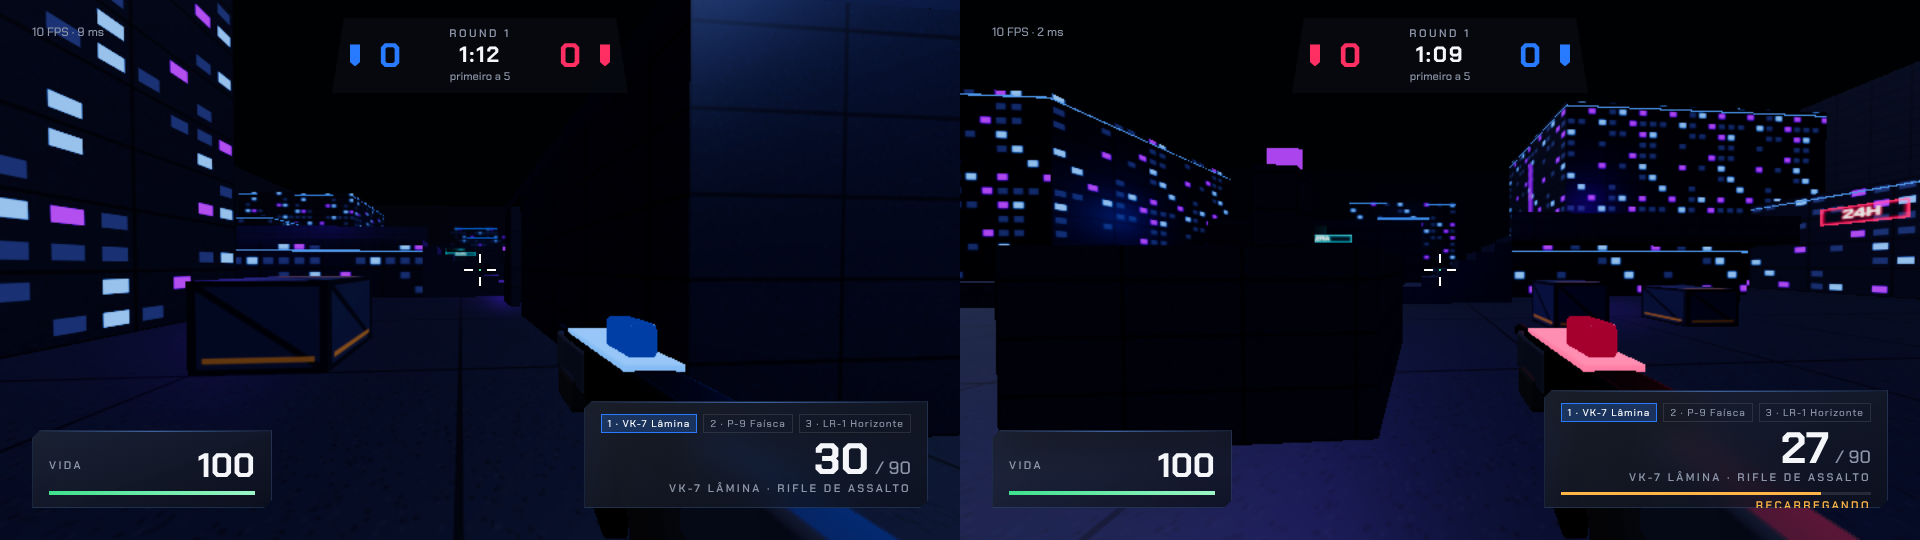 10 FPS · 9 ms
ROUND 1
0 1:12 0
primeiro a 5
VIDA 100
1 · VK-7 Lâmina 2 · P-9 Faísca 3 · LR-1 Horizonte
30 / 90
VK-7 LÂMINA · RIFLE DE ASSALTO
10 FPS · 2 ms
ROUND 1
0 1:09 0
primeiro a 5
24H
VIDA 100
1 · VK-7 Lâmina 2 · P-9 Faísca 3 · LR-1 Horizonte
27 / 90
VK-7 LÂMINA · RIFLE DE ASSALTO
RECARREGANDO